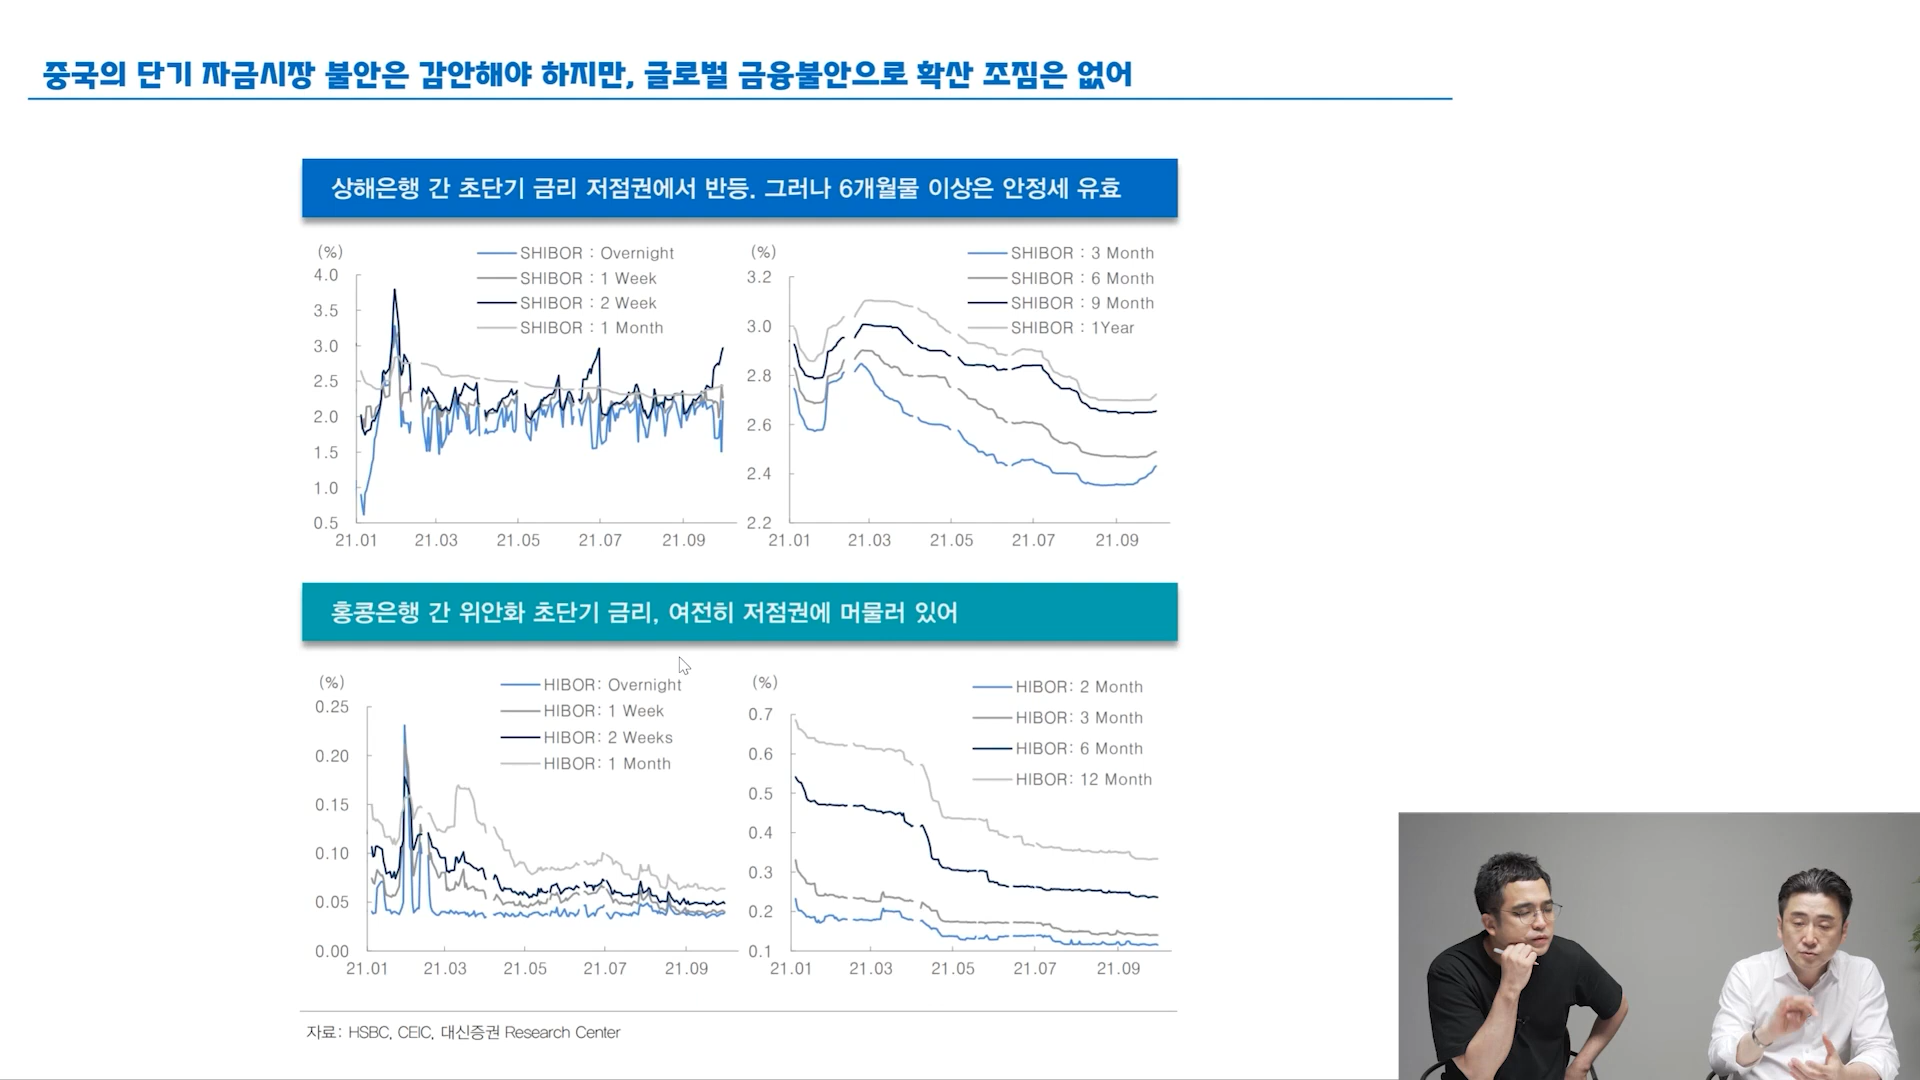 중국의 단기 자금시장 불안은 감안해야 하지만, 글로벌 금융불안으로 확산 조짐은 없어
상해은행 간 초단기 금리 저점권에서 반등. 그러나 6개월물 이상은 안정세 유효
(%)
SHIBOR : Overnight
SHIBOR : 1 Week
SHIBOR : 2 Week
SHIBOR : 1 Month
4.0
3.5
3.0
2.5
2.0
1.5
1.0
0.5
21.01 21.03 21.05 21.07 21.09
(%)
SHIBOR : 3 Month
SHIBOR : 6 Month
SHIBOR : 9 Month
SHIBOR : 1Year
3.2
3.0
2.8
2.6
2.4
2.2
21.01 21.03 21.05 21.07 21.09
홍콩은행 간 위안화 초단기 금리, 여전히 저점권에 머물러 있어
(%)
HIBOR: Overnight
HIBOR: 1 Week
HIBOR: 2 Weeks
HIBOR: 1 Month
0.25
0.20
0.15
0.10
0.05
0.00
21.01 21.03 21.05 21.07 21.09
(%)
HIBOR: 2 Month
HIBOR: 3 Month
HIBOR: 6 Month
HIBOR: 12 Month
0.7
0.6
0.5
0.4
0.3
0.2
0.1
21.01 21.03 21.05 21.07 21.09
자료: HSBC, CEIC, 대신증권 Research Center